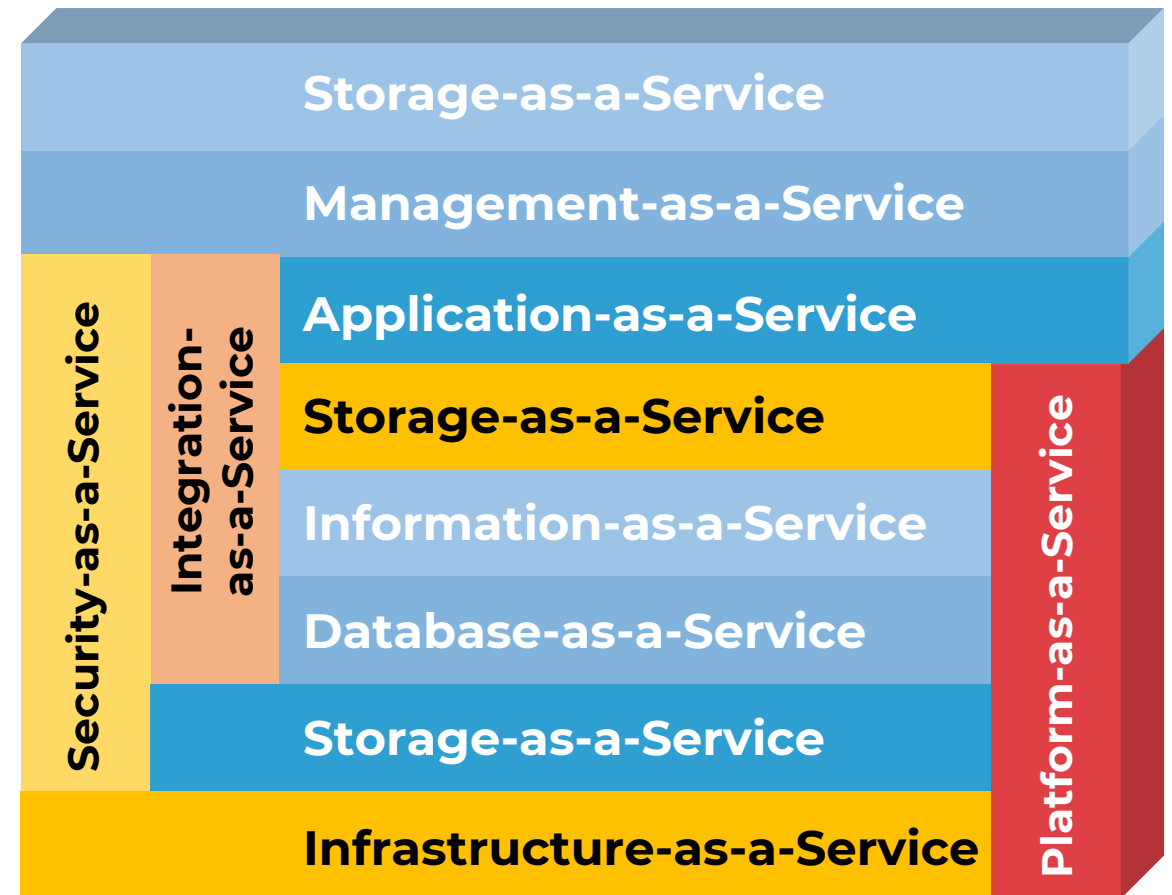 Storage-as-a-Service
Management-as-a-Service
Security-as-a-Service
Integration-
as-a-Service
Application-as-a-Service
Storage-as-a-Service
Information-as-a-Service
Database-as-a-Service
Storage-as-a-Service
Infrastructure-as-a-Service
Platform-as-a-Service